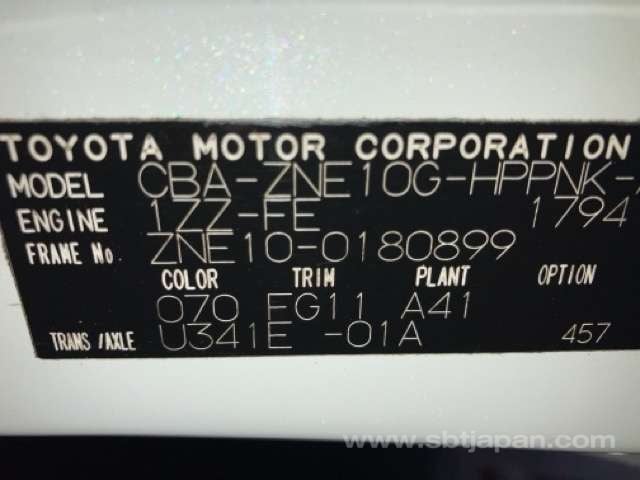 TOYOTA MOTOR CORPORATION
MODEL CBA-ZNE10G-HPPNK-
ENGINE 1ZZ-FE 1794
FRAME No. ZNE10-0180899
COLOR TRIM PLANT OPTION
070 EG11 A41
TRANS/AXLE U341E -01A 457
www.sbtjapan.com